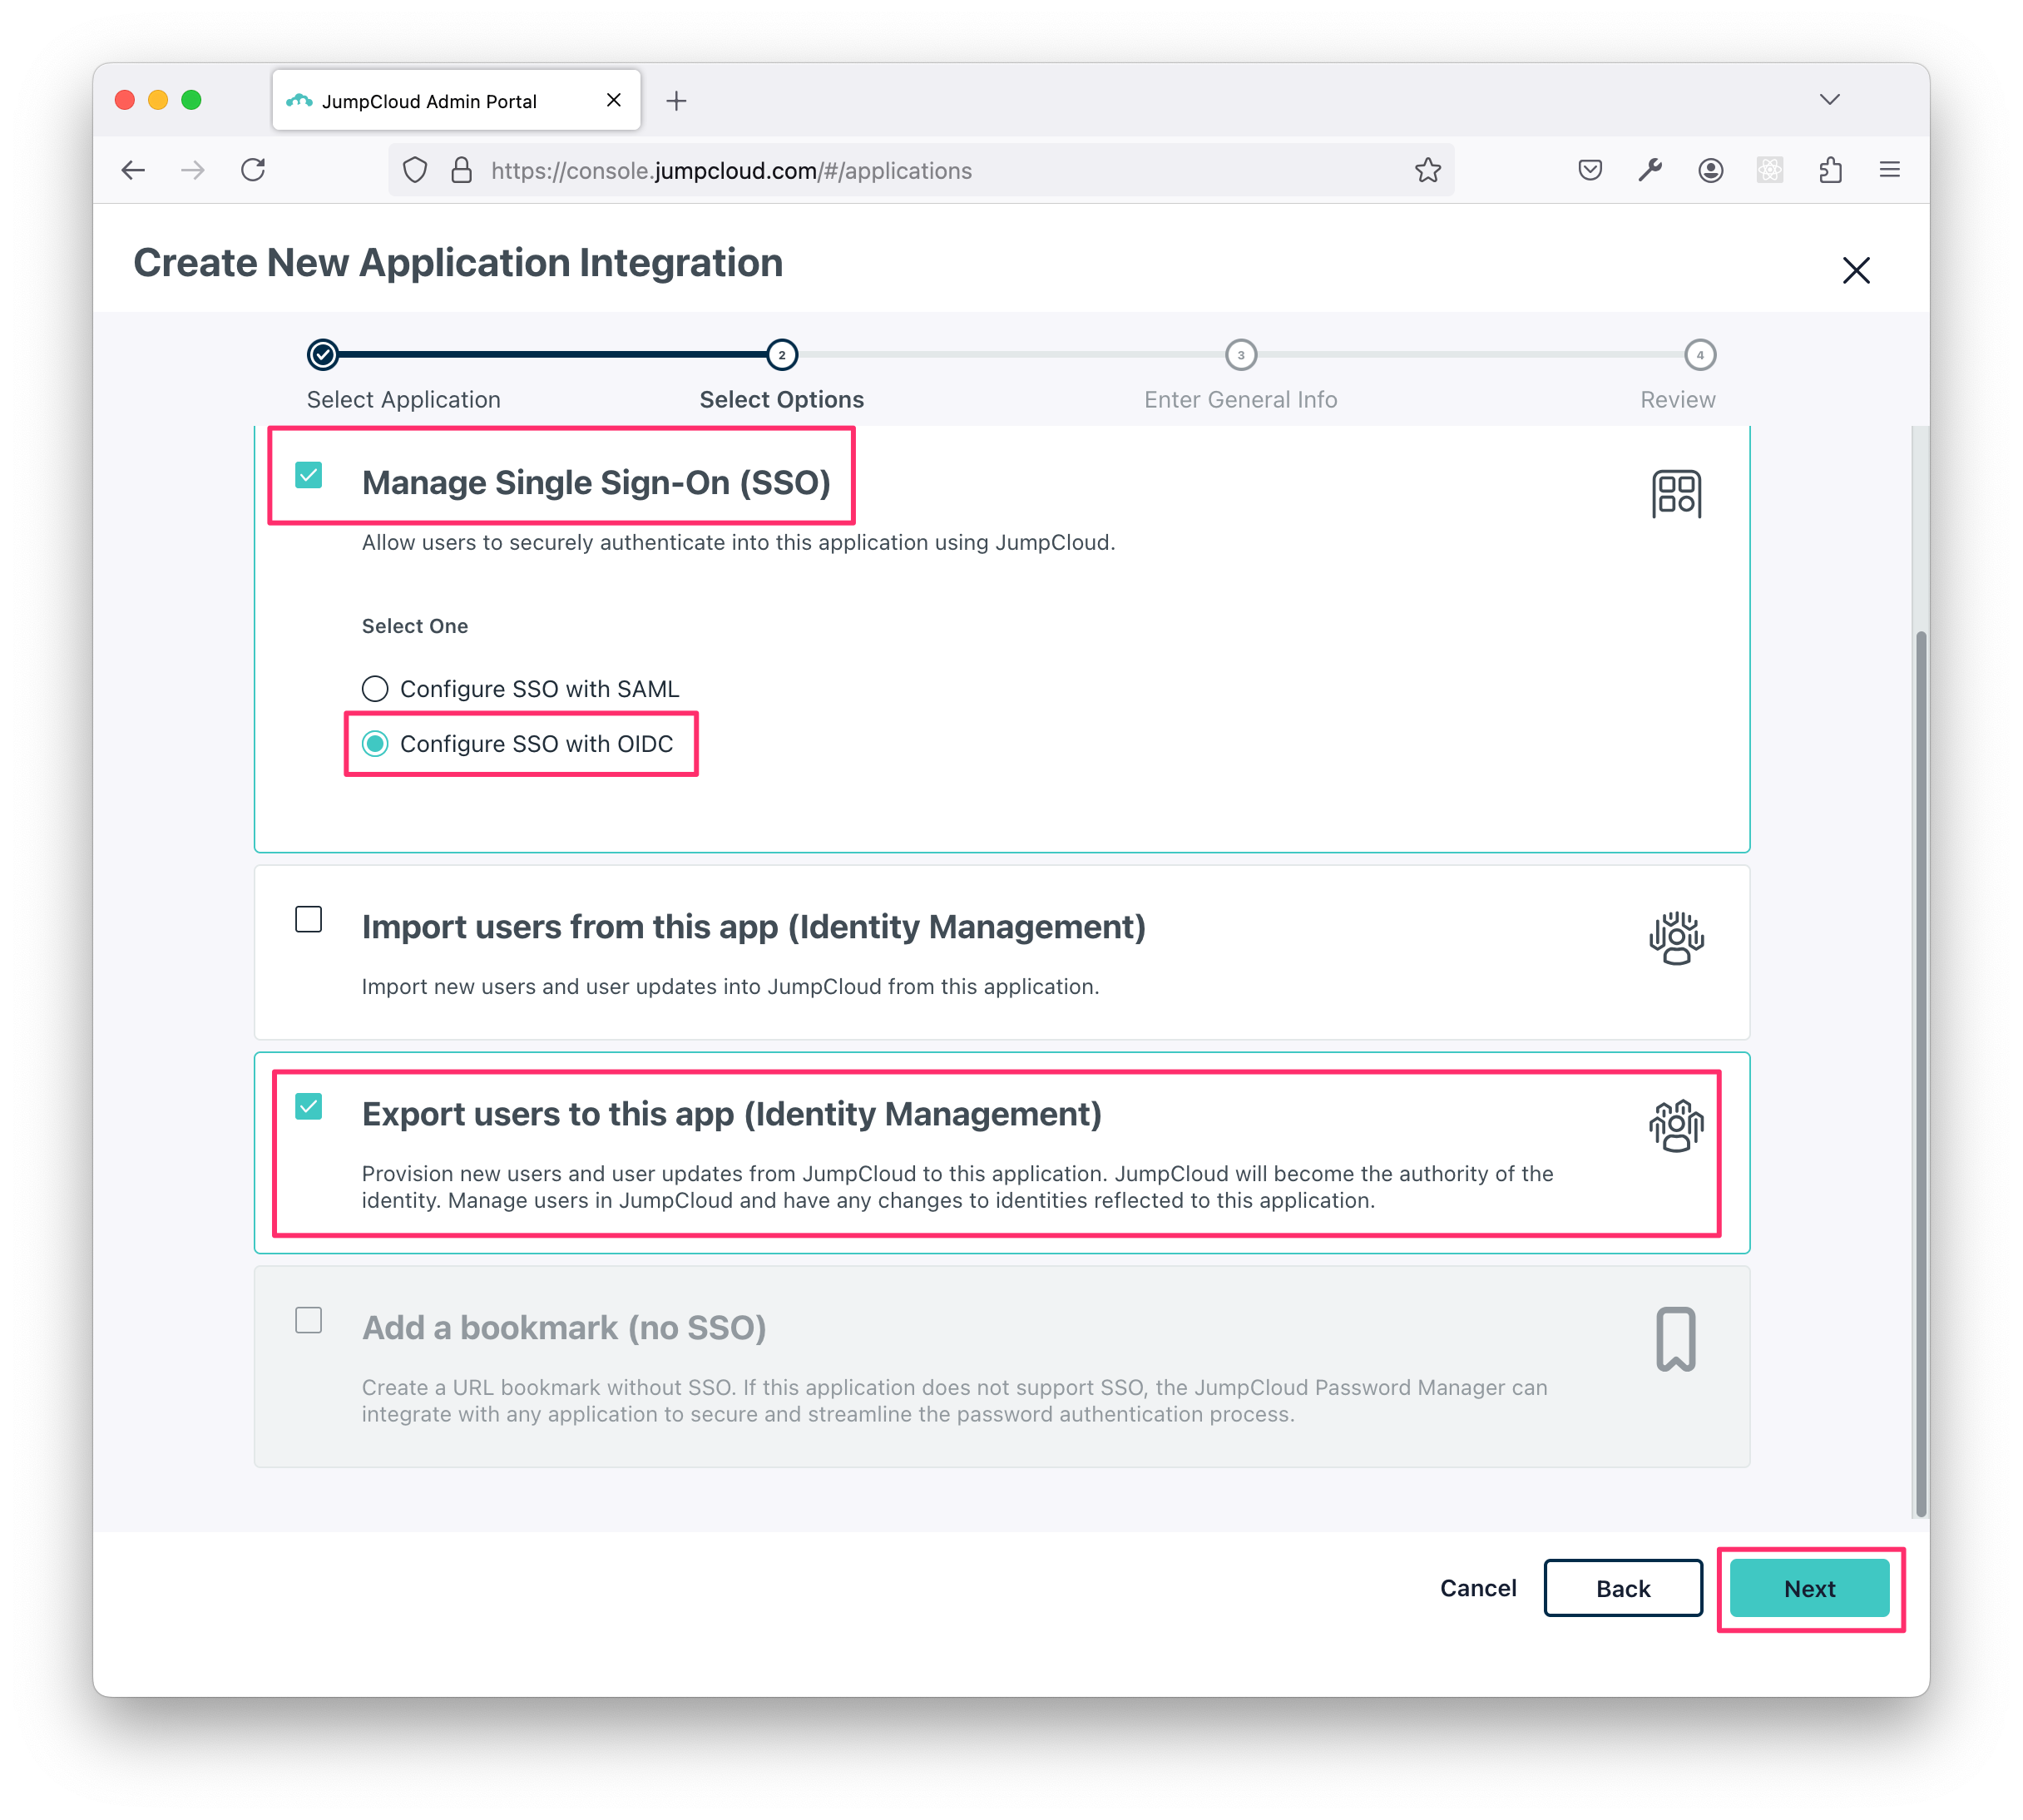 JumpCloud Admin Portal
https://console.jumpcloud.com/#/applications
Create New Application Integration
2
3
4
Select Application
Select Options
Enter General Info
Review
Manage Single Sign-On (SSO)
Allow users to securely authenticate into this application using JumpCloud.
Select One
Configure SSO with SAML
Configure SSO with OIDC
Import users from this app (Identity Management)
Import new users and user updates into JumpCloud from this application.
Export users to this app (Identity Management)
Provision new users and user updates from JumpCloud to this application. JumpCloud will become the authority of the
identity. Manage users in JumpCloud and have any changes to identities reflected to this application.
Add a bookmark (no SSO)
Create a URL bookmark without SSO. If this application does not support SSO, the JumpCloud Password Manager can
integrate with any application to secure and streamline the password authentication process.
Cancel
Back
Next